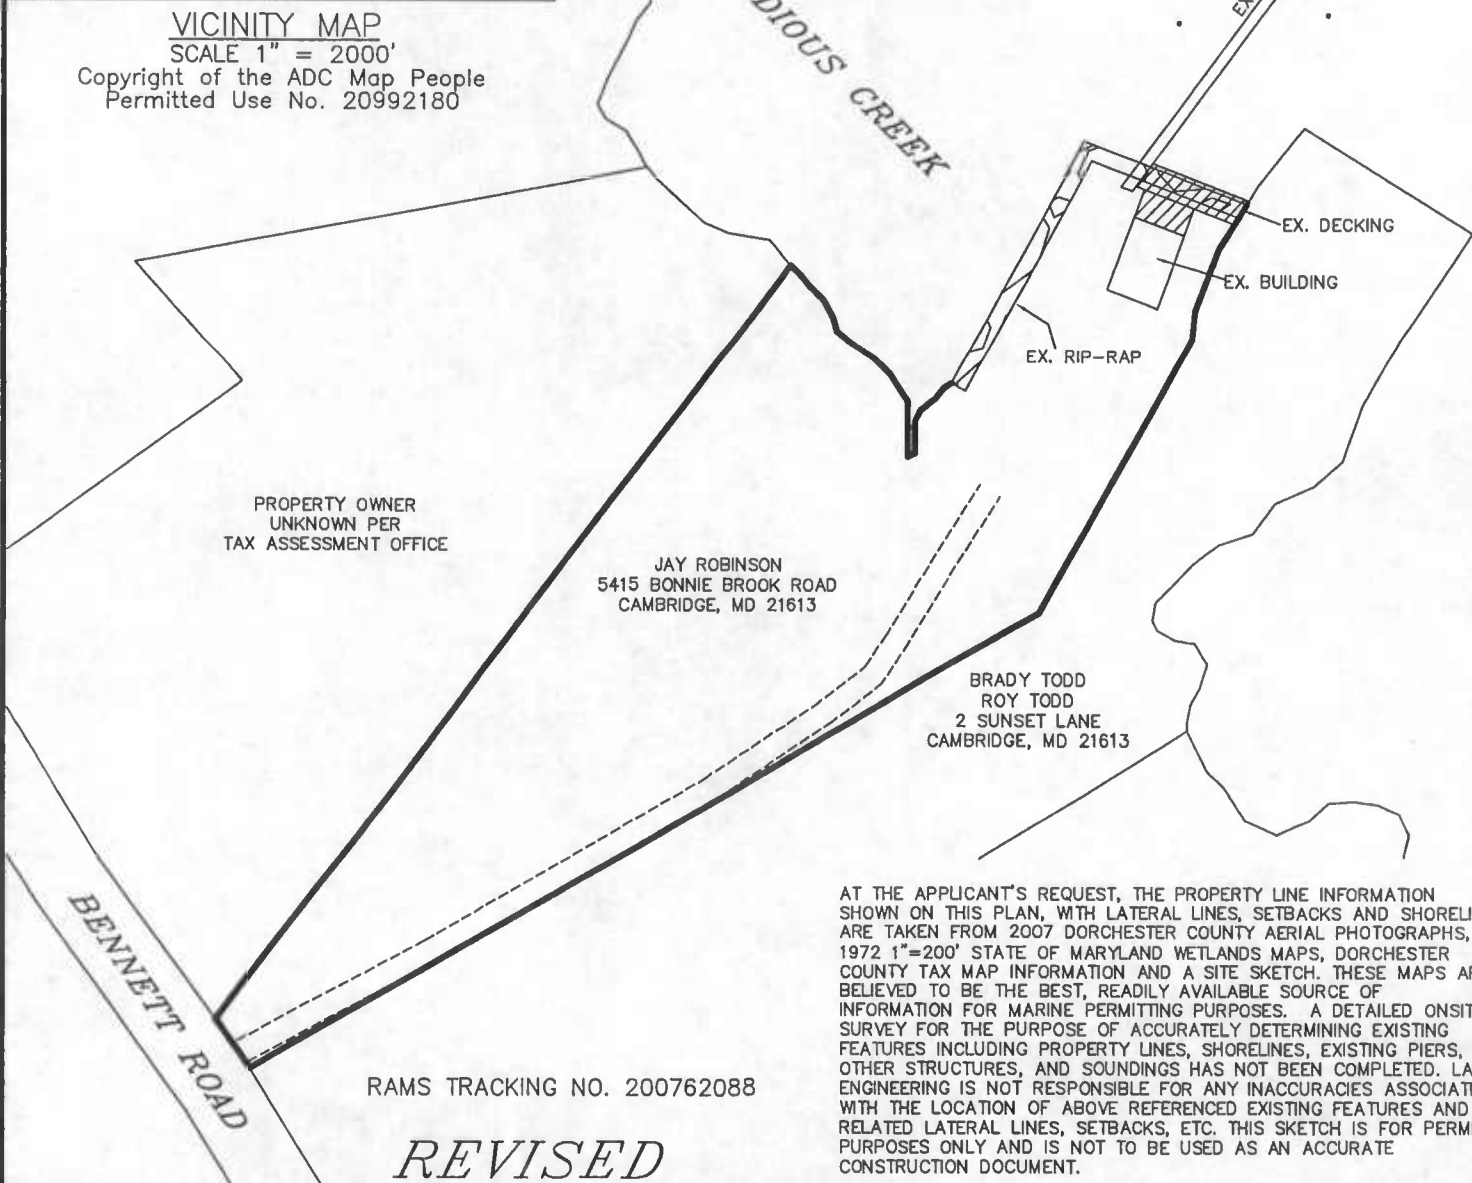 VICINITY MAP
SCALE 1" = 2000'
Copyright of the ADC Map People
Permitted Use No. 20992180
CREEK
EX. DECKING
EX. BUILDING
EX. RIP-RAP
PROPERTY OWNER
UNKNOWN PER
TAX ASSESSMENT OFFICE
JAY ROBINSON
5415 BONNIE BROOK ROAD
CAMBRIDGE, MD 21613
BRADY TODD
ROY TODD
2 SUNSET LANE
CAMBRIDGE, MD 21613
BENNETT ROAD
RAMS TRACKING NO. 200762088
REVISED
AT THE APPLICANT'S REQUEST, THE PROPERTY LINE INFORMATION
SHOWN ON THIS PLAN, WITH LATERAL LINES, SETBACKS AND
ARE TAKEN FROM 2007 DORCHESTER COUNTY AERIAL PHOTOGRAPHS,
1972 1"=200' STATE OF MARYLAND WETLANDS MAPS, DORCHESTER
COUNTY TAX MAP INFORMATION AND A SITE SKETCH. THESE MAPS
BELIEVED TO BE THE BEST, READILY AVAILABLE SOURCE OF
INFORMATION FOR MARINE PERMITTING PURPOSES. A DETAILED
SURVEY FOR THE PURPOSE OF ACCURATELY DETERMINING EXISTING
FEATURES INCLUDING PROPERTY LINES, SHORELINES, EXISTING PIERS,
OTHER STRUCTURES, AND SOUNDINGS HAS NOT BEEN COMPLETED.
ENGINEERING IS NOT RESPONSIBLE FOR ANY INACCURACIES
WITH THE LOCATION OF ABOVE REFERENCED EXISTING FEATURES AND
RELATED LATERAL LINES, SETBACKS, ETC. THIS SKETCH IS FOR
PURPOSES ONLY AND IS NOT TO BE USED AS AN ACCURATE
CONSTRUCTION DOCUMENT.